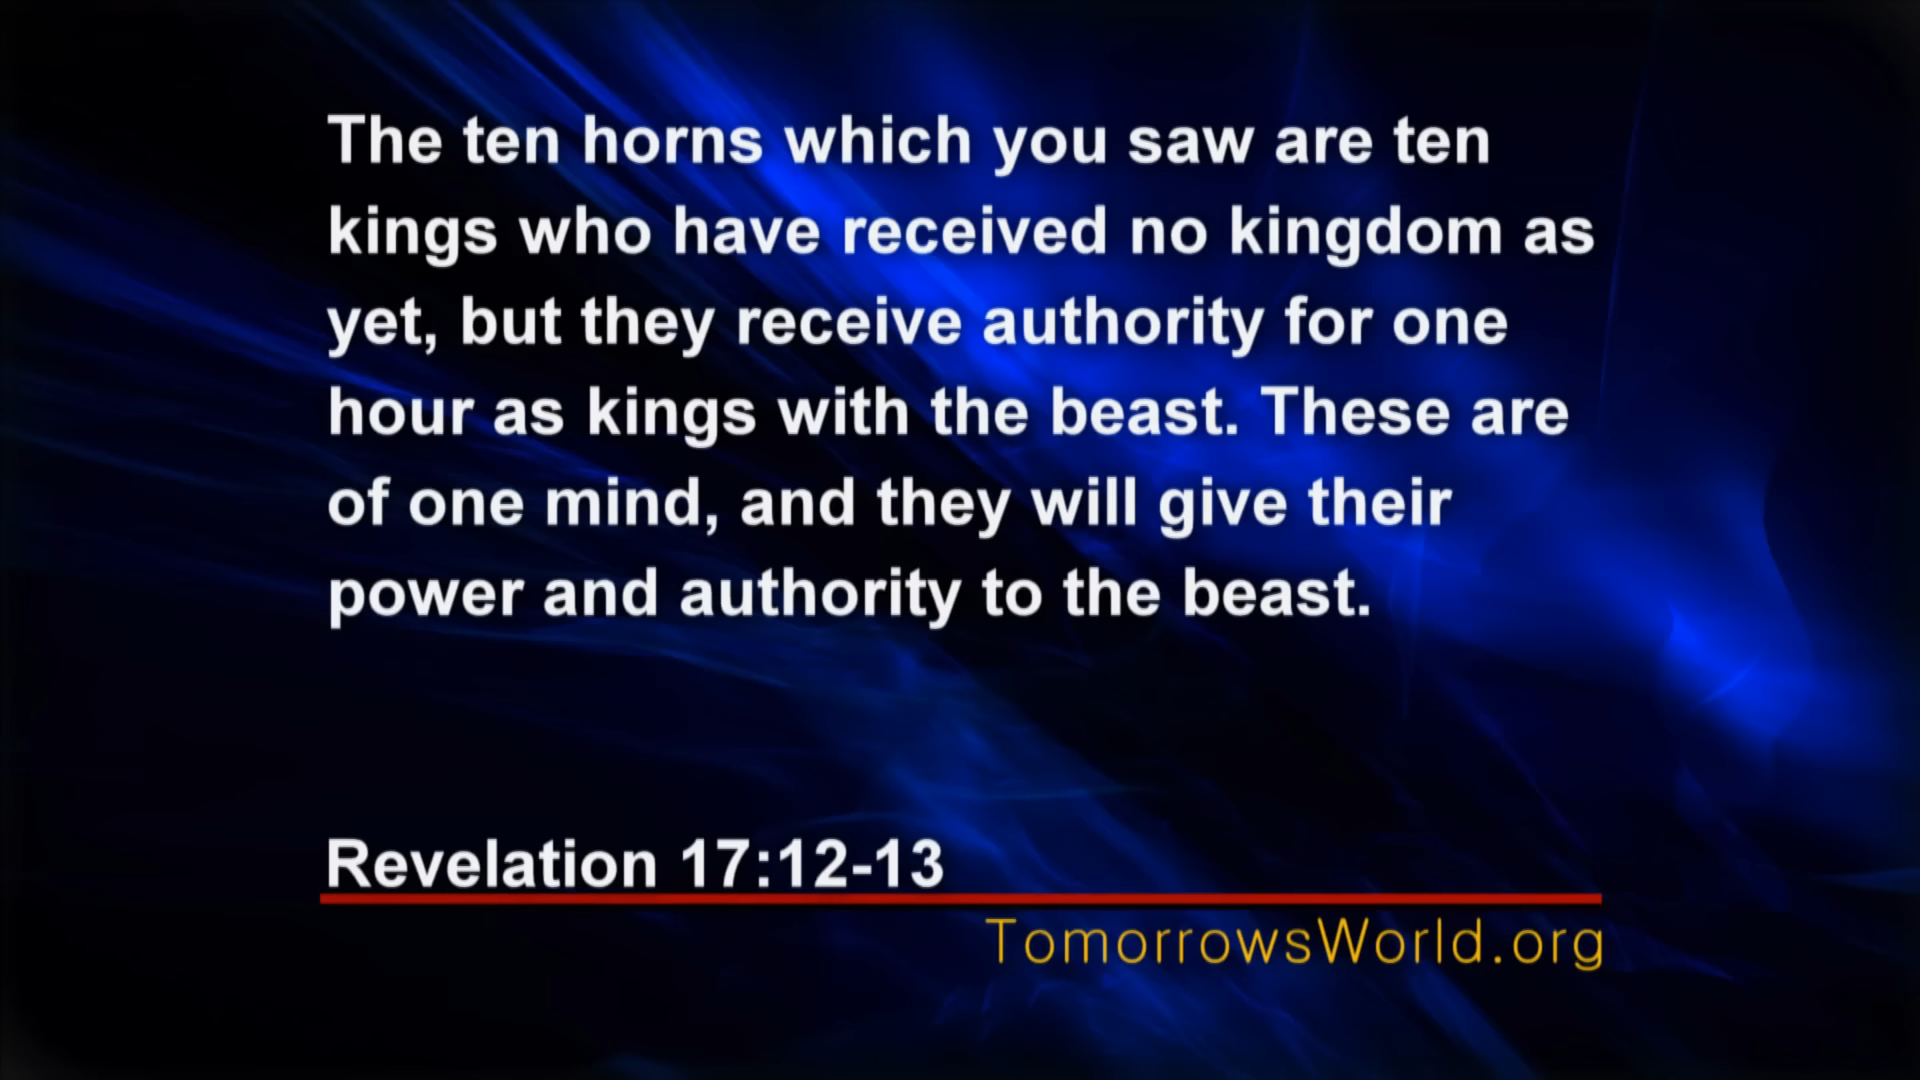 The ten horns which you saw are ten
kings who have received no kingdom as
yet, but they receive authority for one
hour as kings with the beast. These are
of one mind, and they will give their
power and authority to the beast.
Revelation 17:12-13
TomorrowsWorld.org